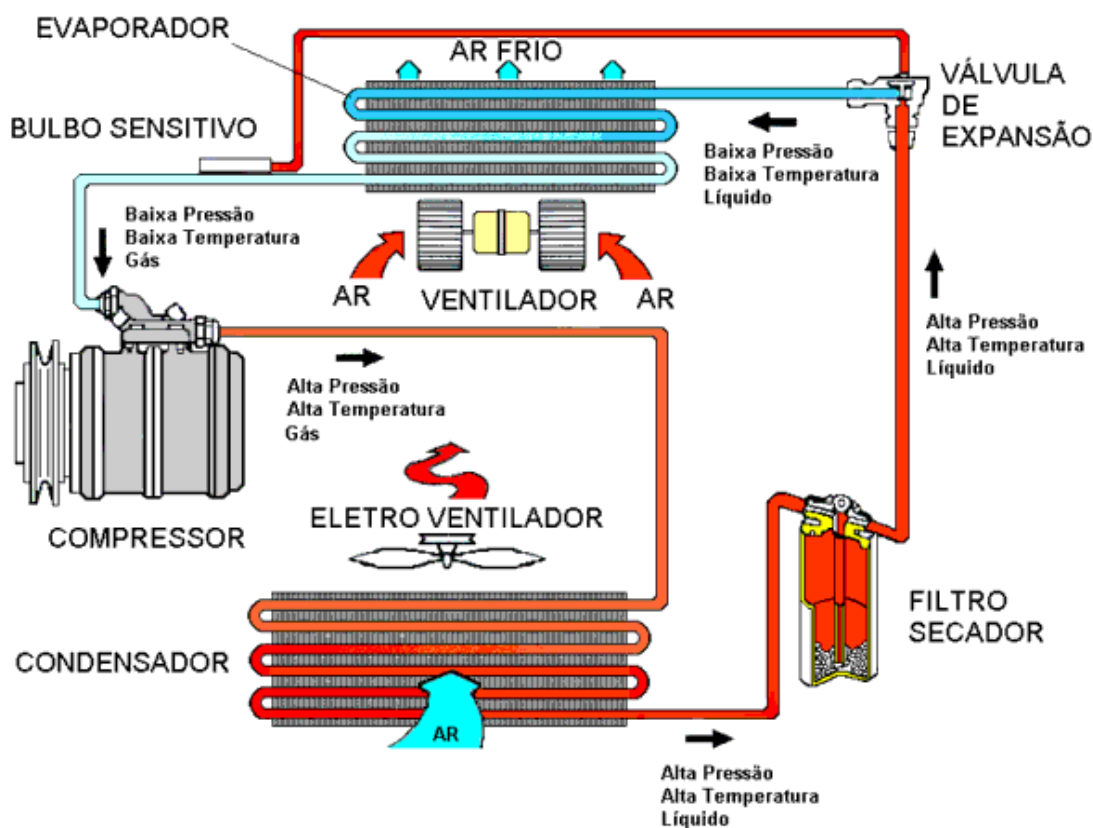 EVAPORADOR
AR FRIO
VÁLVULA
DE
EXPANSÃO
BULBO SENSITIVO
Baixa Pressão
Baixa Temperatura
Líquido
Baixa Pressão
Baixa Temperatura
Gás
AR
VENTILADOR
AR
Alta Pressão
Alta Temperatura
Líquido
Alta Pressão
Alta Temperatura
Gás
COMPRESSOR
ELETRO VENTILADOR
FILTRO
SECADOR
CONDENSADOR
AR
Alta Pressão
Alta Temperatura
Líquido